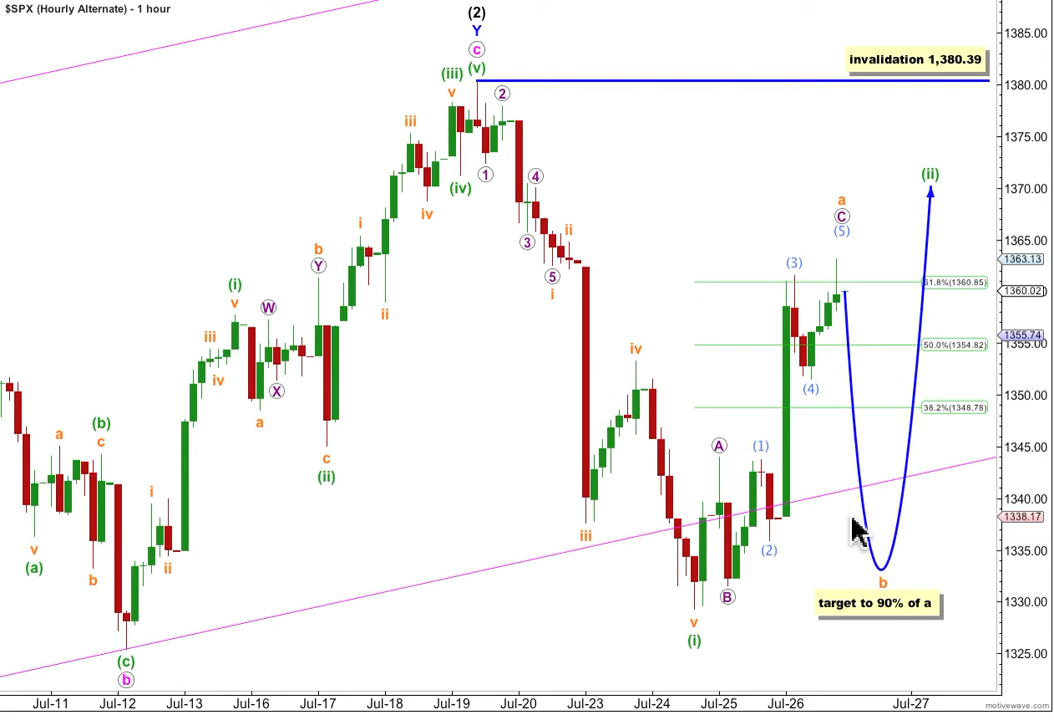 $SPX (Hourly Alternate) - 1 hour
(2)
Y
c
(v)
(iii)
v
invalidation 1,380.39
1385.00
1380.00
1375.00
1370.00
1365.00
1363.13
1360.02
1355.74
1355.00
1350.00
1345.00
1340.00
1338.17
1335.00
1330.00
1325.00
iii
iv
(iv)
1
2
3
4
5
i
ii
i
ii
b
Y
(i)
v
iii
iv
W
X
a
c
(ii)
(b)
c
a
v
(a)
b
i
ii
(c)
b
iii
iv
v
(i)
A
B
(1)
(2)
(3)
(4)
a
C
(5)
(ii)
61.8%(1360.85)
50.0%(1354.82)
38.2%(1348.78)
b
target to 90% of a
Jul-11
Jul-12
Jul-13
Jul-16
Jul-17
Jul-18
Jul-19
Jul-20
Jul-23
Jul-24
Jul-25
Jul-26
Jul-27
motivewave.com